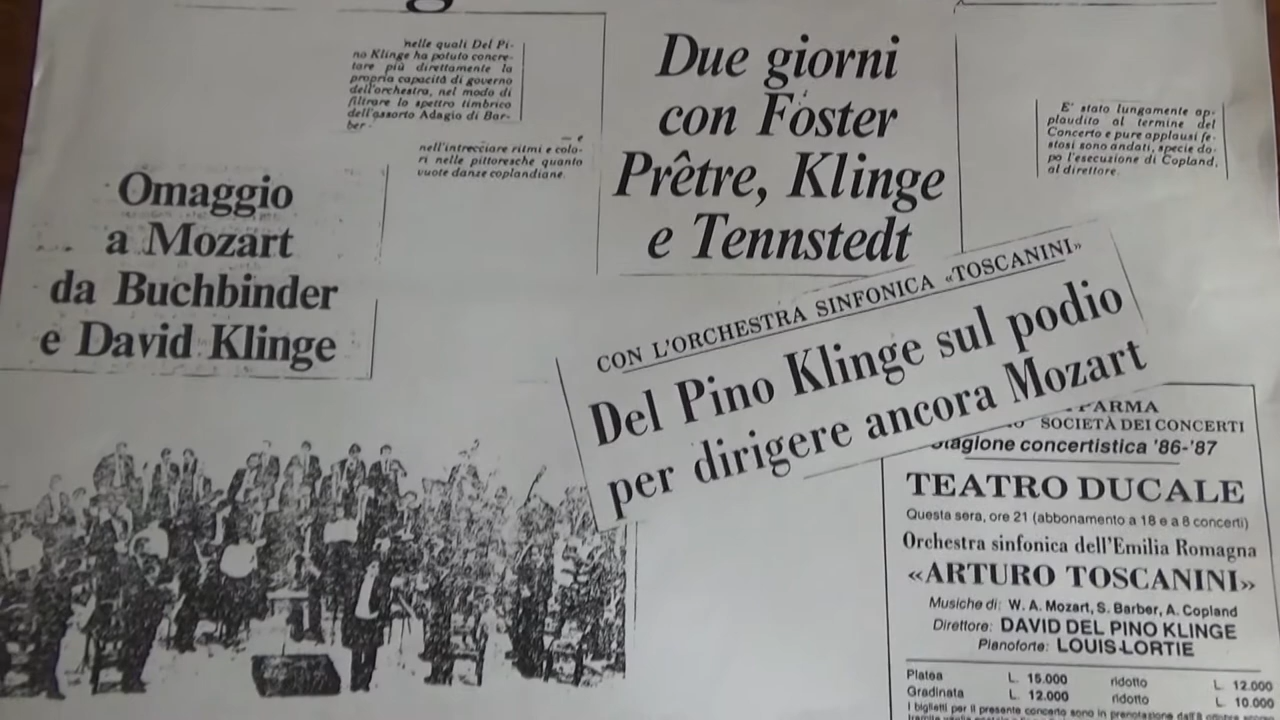 nelle quali Del Pi-
no Klinge ha potuto concre-
tare più direttamente la
propria capacità di governo
dell'orchestra, nel modo di
filtrare lo spettro timbrico
dell'assorto Adagio di Bar-
ber.
— e
nell'intrecciare ritmi e colo-
ri nelle pittoresche quanto
vuote danze coplandiane.
Omaggio
a Mozart
da Buchbinder
e David Klinge
Due giorni
con Foster
Prêtre, Klinge
e Tennstedt
E' stato lungamente ap-
plaudito al termine del
Concerto e pure applausi fe-
stosi sono andati, specie do-
po l'esecuzione di Copland,
al direttore.
CON L'ORCHESTRA SINFONICA «TOSCANINI»
Del Pino Klinge sul podio
per dirigere ancora Mozart
PARMA
SOCIETÀ DEI CONCERTI
Stagione concertistica '86-'87
TEATRO DUCALE
Questa sera, ore 21 (abbonamento a 18 e a 8 concerti)
Orchestra sinfonica dell'Emilia Romagna
«ARTURO TOSCANINI»
Musiche di: W. A. Mozart, S. Barber, A. Copland
Direttore: DAVID DEL PINO KLINGE
Pianoforte: LOUIS-LORTIE
Platea L. 15.000 ridotto L. 12.000
Gradinata L. 12.000 ridotto L. 10.000
I biglietti per il presente concerto sono in prenotazione